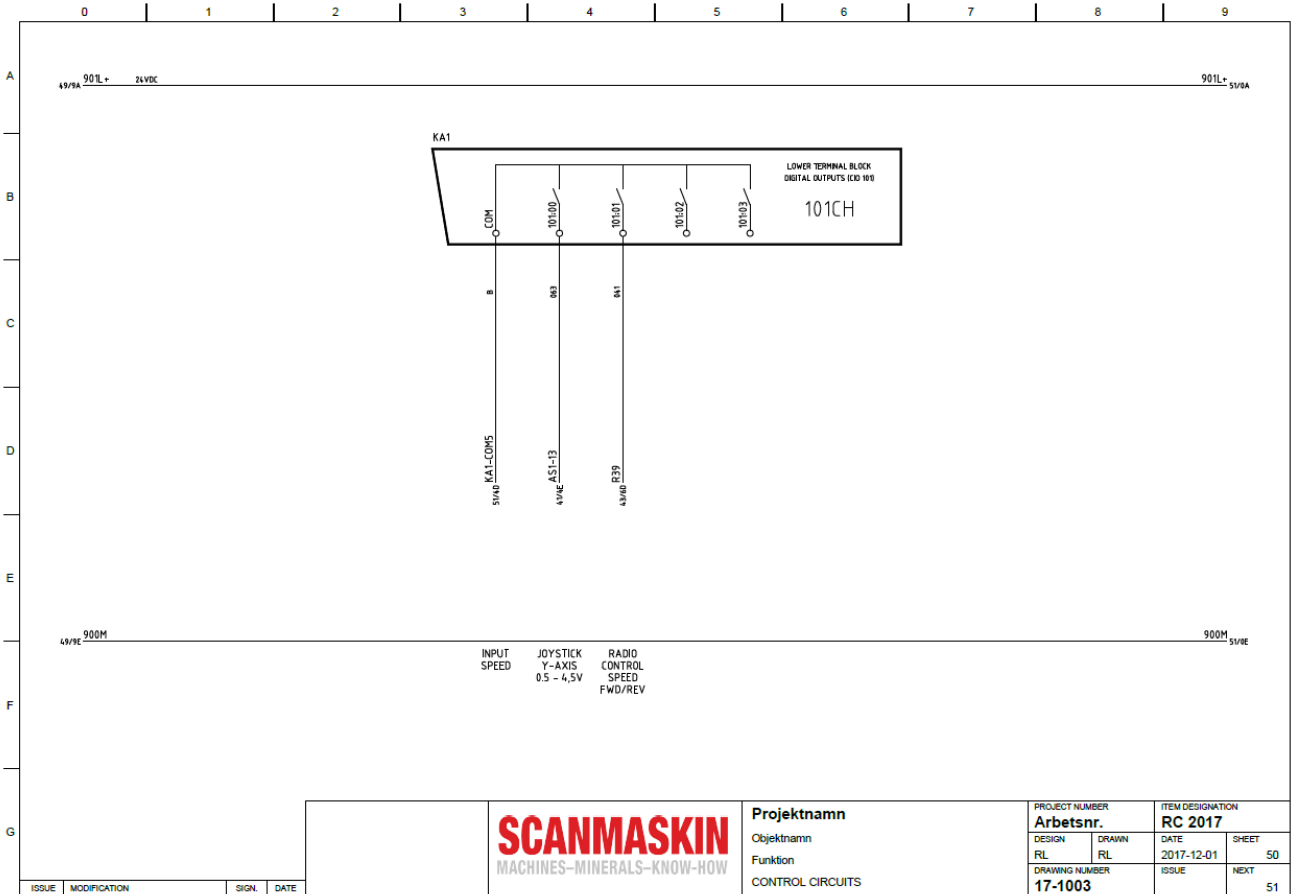 0 1 2 3 4 5 6 7 8 9
A
49/9A 901L+ 24VDC 901L+ 51/0A
KA1
B
LOWER TERMINAL BLOCK
DIGITAL OUTPUTS (CIO 101)
101CH
COM 101:00 101:01 101:02 101:03
C
B 063 041
D
KA1-COM5 AS1-13 R39
51/4D 41/4E 43/6D
E
49/9E 900M 900M 51/0E
INPUT
SPEED
JOYSTICK
Y-AXIS
0.5 - 4,5V
RADIO
CONTROL
SPEED
FWD/REV
F
G
ISSUE MODIFICATION SIGN. DATE
SCANMASKIN
MACHINES–MINERALS–KNOW-HOW
Projektnamn
Objektnamn
Funktion
CONTROL CIRCUITS
PROJECT NUMBER
Arbetsnr.
ITEM DESIGNATION
RC 2017
DESIGN DRAWN DATE SHEET
RL RL 2017-12-01 50
DRAWING NUMBER ISSUE NEXT
17-1003 51